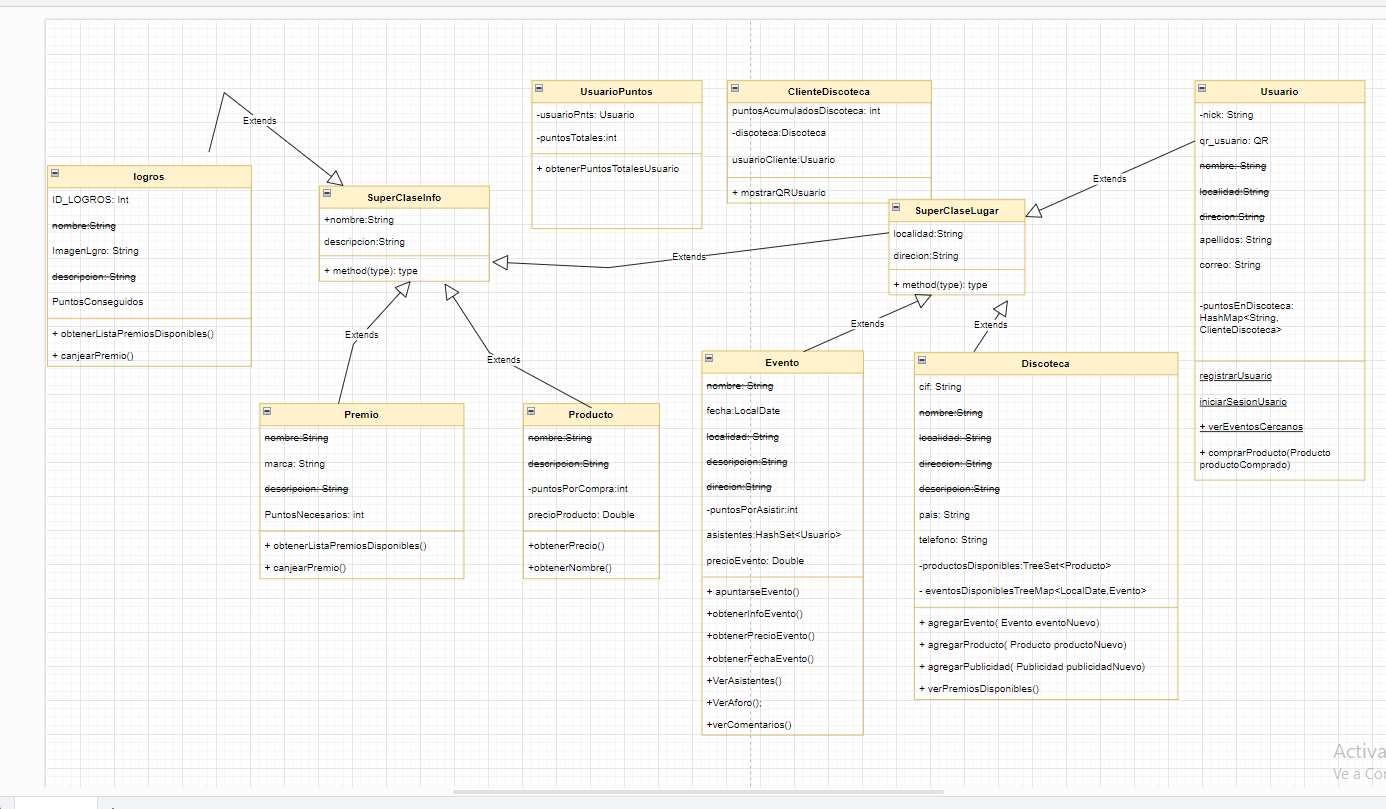 Extends
logros
ID_LOGROS: Int
nombre:String
ImagenLgro: String
descripcion: String
PuntosConseguidos
+ obtenerListaPremiosDisponibles()
+ canjearPremio()
SuperClaseInfo
+nombre:String
descripcion:String
+ method(type): type
UsuarioPuntos
-usuarioPnts: Usuario
-puntosTotales:int
+ obtenerPuntosTotalesUsuario
ClienteDiscoteca
puntosAcumuladosDiscoteca: int
-discoteca:Discoteca
usuarioCliente:Usuario
+ mostrarQRUsuario
SuperClaseLugar
localidad:String
direcion:String
+ method(type): type
Extends
Extends
Usuario
-nick: String
qr_usuario: QR
nombre: String
localidad:String
direcion:String
apellidos: String
correo: String
-puntosEnDiscoteca:
HashMap<String,
ClienteDiscoteca>
registrarUsuario
iniciarSesionUsario
+ verEventosCercanos
+ comprarProducto(Producto
productoComprado)
Extends
Extends
Extends
Extends
Premio
nombre:String
marca: String
descripcion: String
PuntosNecesarios: int
+ obtenerListaPremiosDisponibles()
+ canjearPremio()
Producto
nombre:String
descripcion:String
-puntosPorCompra:int
precioProducto: Double
+obtenerPrecio()
+obtenerNombre()
Evento
nombre: String
fecha:LocalDate
localidad: String
descripcion:String
direcion:String
-puntosPorAsistir:int
asistentes:HashSet<Usuario>
precioEvento: Double
+ apuntarseEvento()
+obtenerInfoEvento()
+obtenerPrecioEvento()
+obtenerFechaEvento()
+VerAsistentes()
+VerAforo();
+verComentarios()
Discoteca
cif: String
nombre:String
localidad: String
direccion: String
descripcion:String
pais: String
telefono: String
-productosDisponibles:TreeSet<Producto>
- eventosDisponiblesTreeMap<LocalDate,Evento>
+ agregarEvento( Evento eventoNuevo)
+ agregarProducto( Producto productoNuevo)
+ agregarPublicidad( Publicidad publicidadNuevo)
+ verPremiosDisponibles()
Activa
Ve a Co